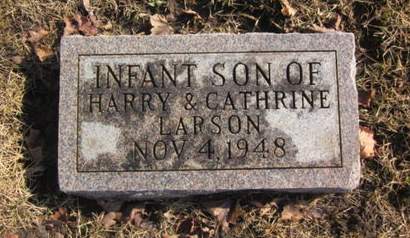 INFANT SON OF
HARRY & CATHRINE
LARSON
NOV 4, 1948